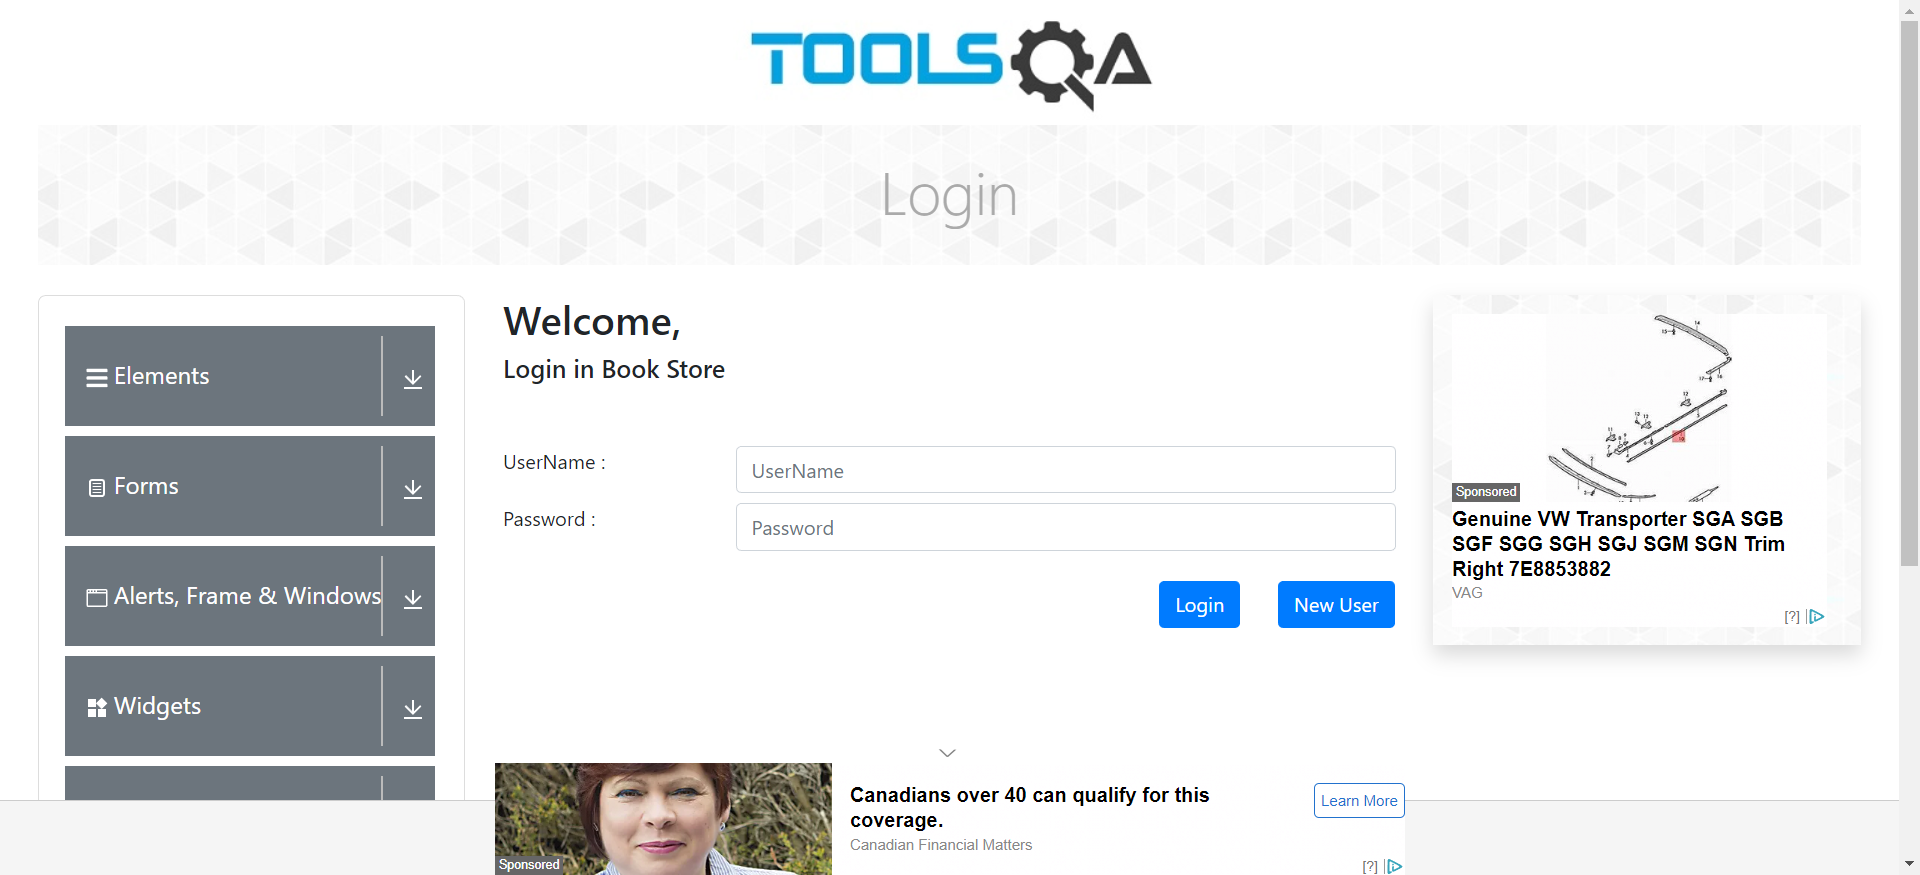 TOOLSQA
Login
Elements
Forms
Alerts, Frame & Windows
Widgets
Welcome,
Login in Book Store
UserName :
UserName
Password :
Password
Login
New User
Sponsored
Genuine VW Transporter SGA SGB
SGF SGG SGH SGJ SGM SGN Trim
Right 7E8853882
VAG
[?]
Sponsored
Canadians over 40 can qualify for this
coverage.
Canadian Financial Matters
Learn More
[?]